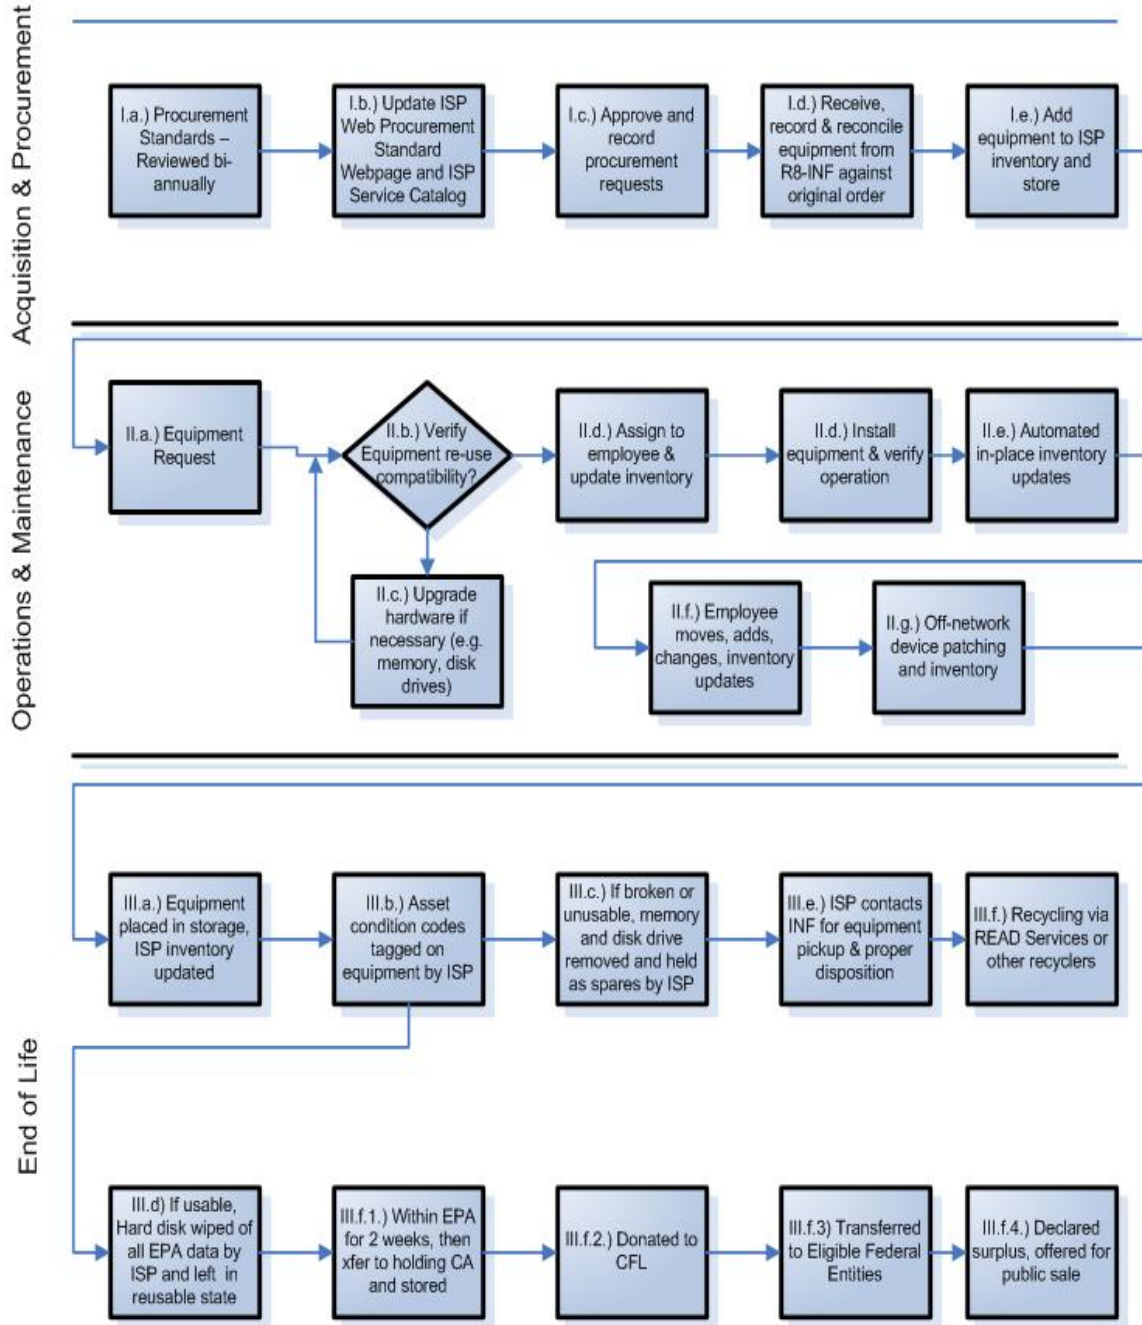 Acquisition & Procurement
I.a.) Procurement
Standards –
Reviewed bi-
annually
I.b.) Update ISP
Web Procurement
Standard
Webpage and ISP
Service Catalog
I.c.) Approve and
record
procurement
requests
I.d.) Receive,
record & reconcile
equipment from
R8-INF against
original order
I.e.) Add
equipment to ISP
inventory and
store
Operations & Maintenance
II.a.) Equipment
Request
II.b.) Verify
Equipment re-use
compatibility?
II.d.) Assign to
employee &
update inventory
II.d.) Install
equipment & verify
operation
II.e.) Automated
in-place inventory
updates
II.c.) Upgrade
hardware if
necessary (e.g.
memory, disk
drives)
II.f.) Employee
moves, adds,
changes, inventory
updates
II.g.) Off-network
device patching
and inventory
End of Life
III.a.) Equipment
placed in storage,
ISP inventory
updated
III.b.) Asset
condition codes
tagged on
equipment by ISP
III.c.) If broken or
unusable, memory
and disk drive
removed and held
as spares by ISP
III.e.) ISP contacts
INF for equipment
pickup & proper
disposition
III.f.) Recycling via
READ Services or
other recyclers
III.d) If usable,
Hard disk wiped of
all EPA data by
ISP and left in
reusable state
III.f.1.) Within EPA
for 2 weeks, then
xfer to holding CA
and stored
III.f.2.) Donated to
CFL
III.f.3) Transferred
to Eligible Federal
Entities
III.f.4.) Declared
surplus, offered for
public sale